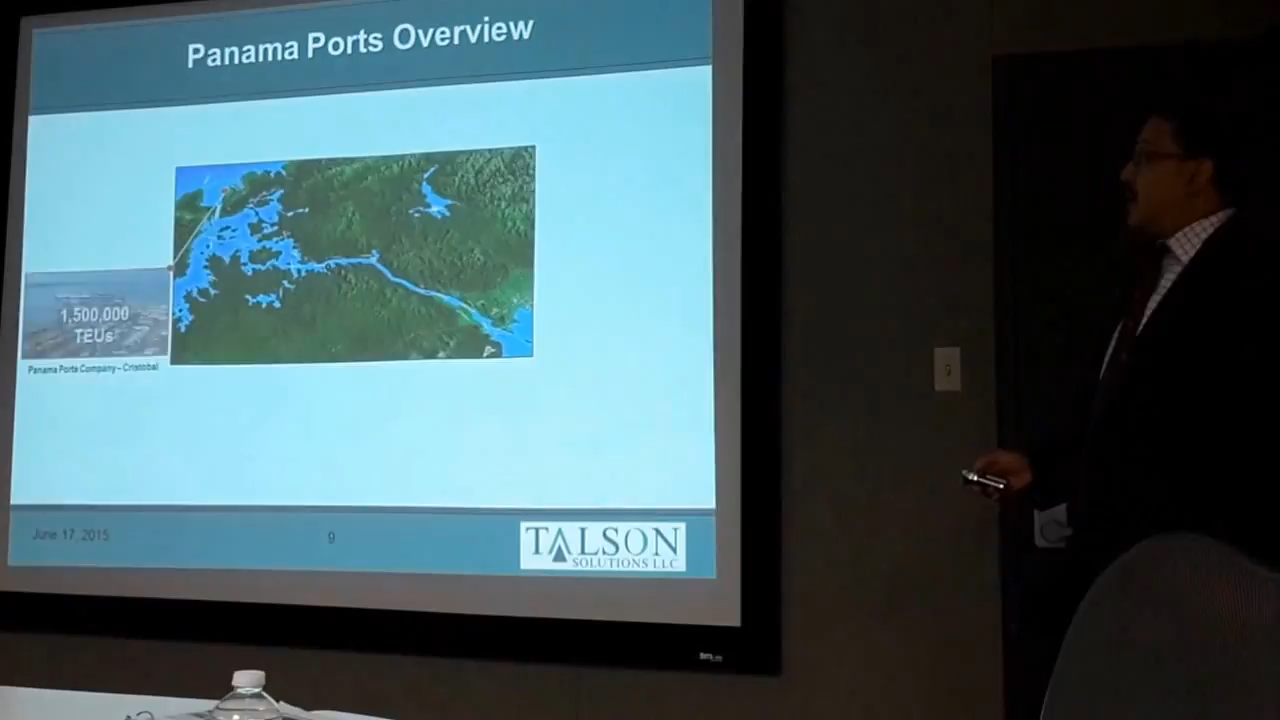 Panama Ports Overview
1,500,000
TEUs
Panama Ports Company – Cristobal
June 17, 2015
9
TALSON
SOLUTIONS LLC